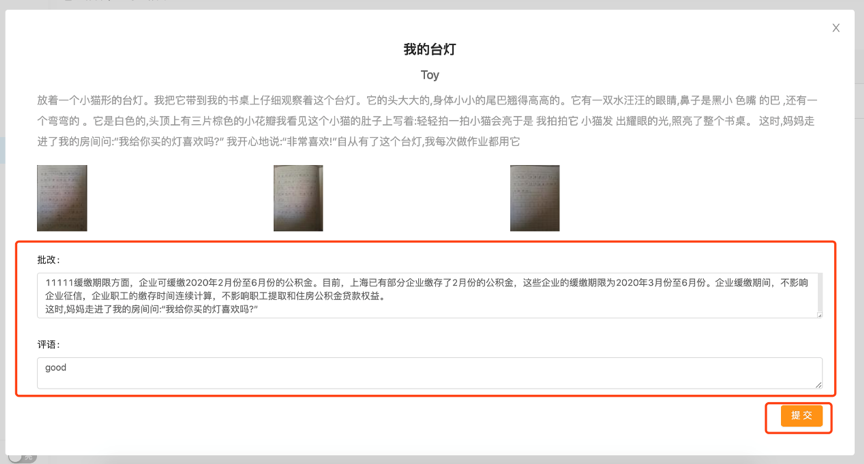 X
我的台灯
Toy
放着一个小猫形的台灯。我把它带到我的书桌上仔细观察着这个台灯。它的头大大的,身体小小的尾巴翘得高高的。它有一双水汪汪的眼睛,鼻子是黑小 色嘴 的巴 ,还有一
个弯弯的 。它是白色的,头顶上有三片棕色的小花瓣我看见这个小猫的肚子上写着:轻轻拍一拍小猫会亮于是 我拍拍它 小猫发 出耀眼的光,照亮了整个书桌。 这时,妈妈走
进了我的房间问:“我给你买的灯喜欢吗?” 我开心地说:“非常喜欢!”自从有了这个台灯,我每次做作业都用它
批改：
11111缓缴期限方面，企业可缓缴2020年2月份至6月份的公积金。目前，上海已有部分企业缴存了2月份的公积金，这些企业的缓缴期限为2020年3月份至6月份。企业缓缴期间，不影响
企业征信，企业职工的缴存时间连续计算，不影响职工提取和住房公积金贷款权益。
这时,妈妈走进了我的房间问:“我给你买的灯喜欢吗?”
评语：
good
提 交